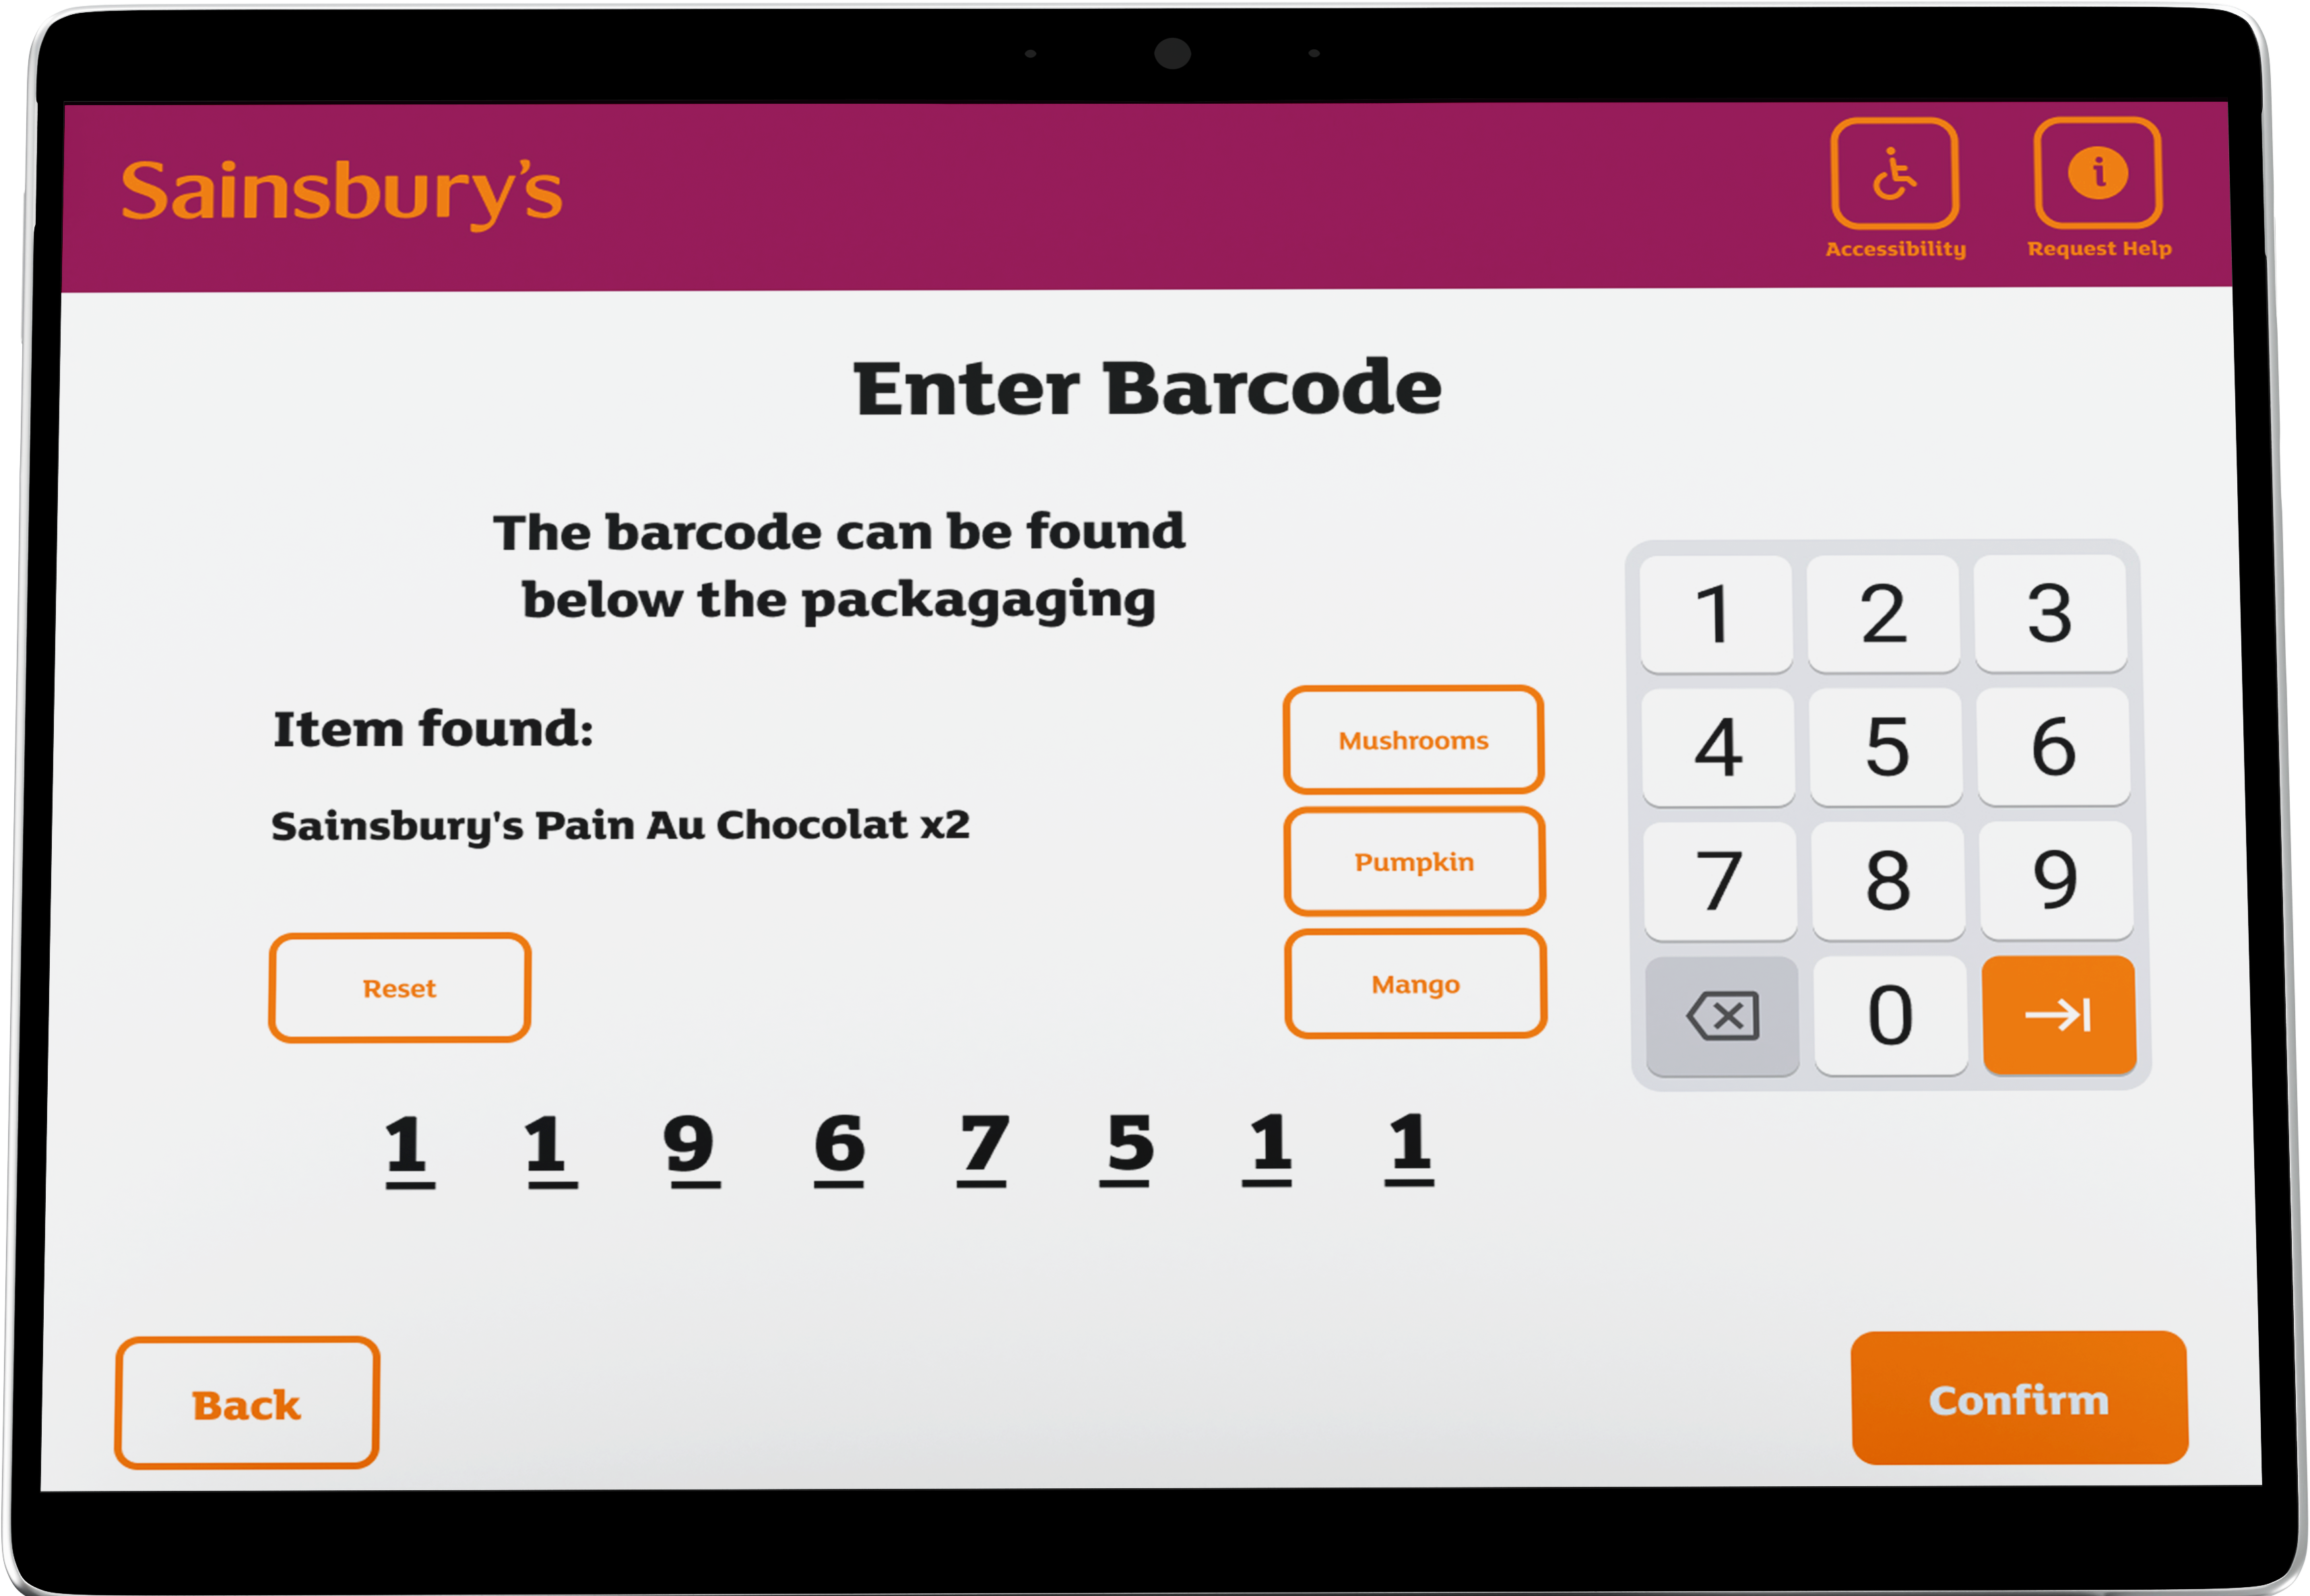 Sainsbury's
Accessibility
Request Help
Enter Barcode
The barcode can be found
below the packagaging
Item found:
Sainsbury's Pain Au Chocolat x2
Reset
Mushrooms
Pumpkin
Mango
1 2 3
4 5 6
7 8 9
0
1 1 9 6 7 5 1 1
Back
Confirm